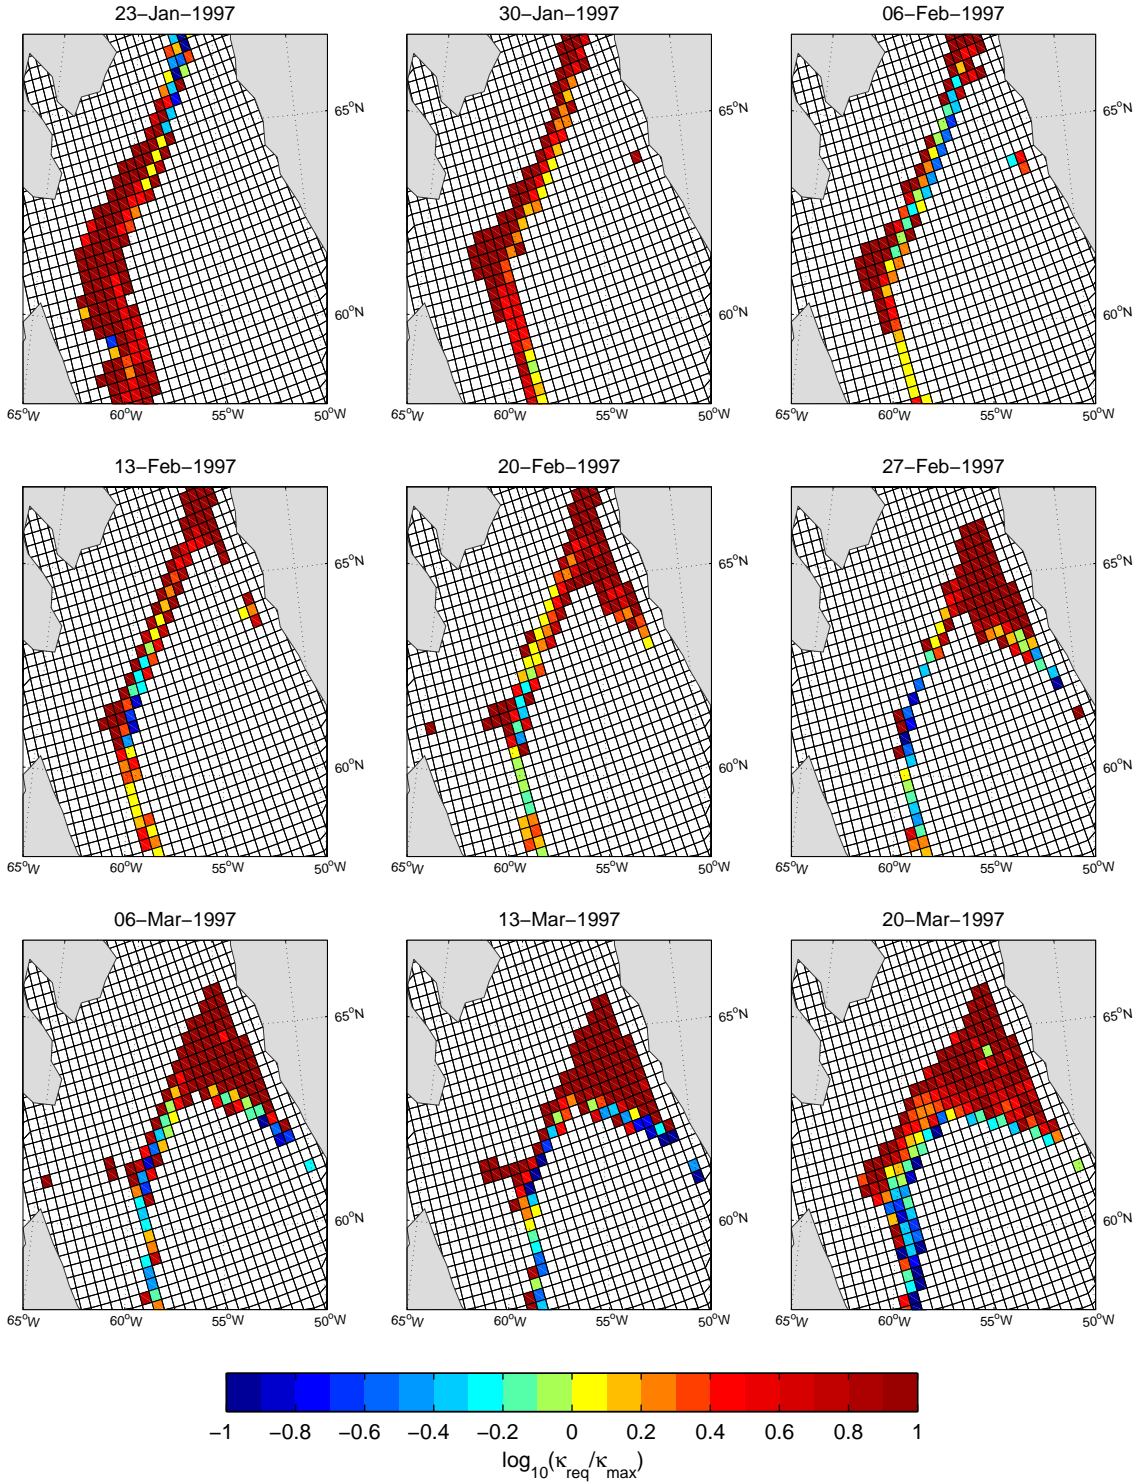 23−Jan−1997 30−Jan−1997 06−Feb−1997
65°N 65°N 65°N
60°N 60°N 60°N
65°W 60°W 55°W 50°W 65°W 60°W 55°W 50°W 65°W 60°W 55°W 50°W
13−Feb−1997 20−Feb−1997 27−Feb−1997
65°N 65°N 65°N
60°N 60°N 60°N
65°W 60°W 55°W 50°W 65°W 60°W 55°W 50°W 65°W 60°W 55°W 50°W
06−Mar−1997 13−Mar−1997 20−Mar−1997
65°N 65°N 65°N
60°N 60°N 60°N
65°W 60°W 55°W 50°W 65°W 60°W 55°W 50°W 65°W 60°W 55°W 50°W
−1 −0.8 −0.6 −0.4 −0.2 0 0.2 0.4 0.6 0.8 1
log₁₀(κ_req/κ_max)